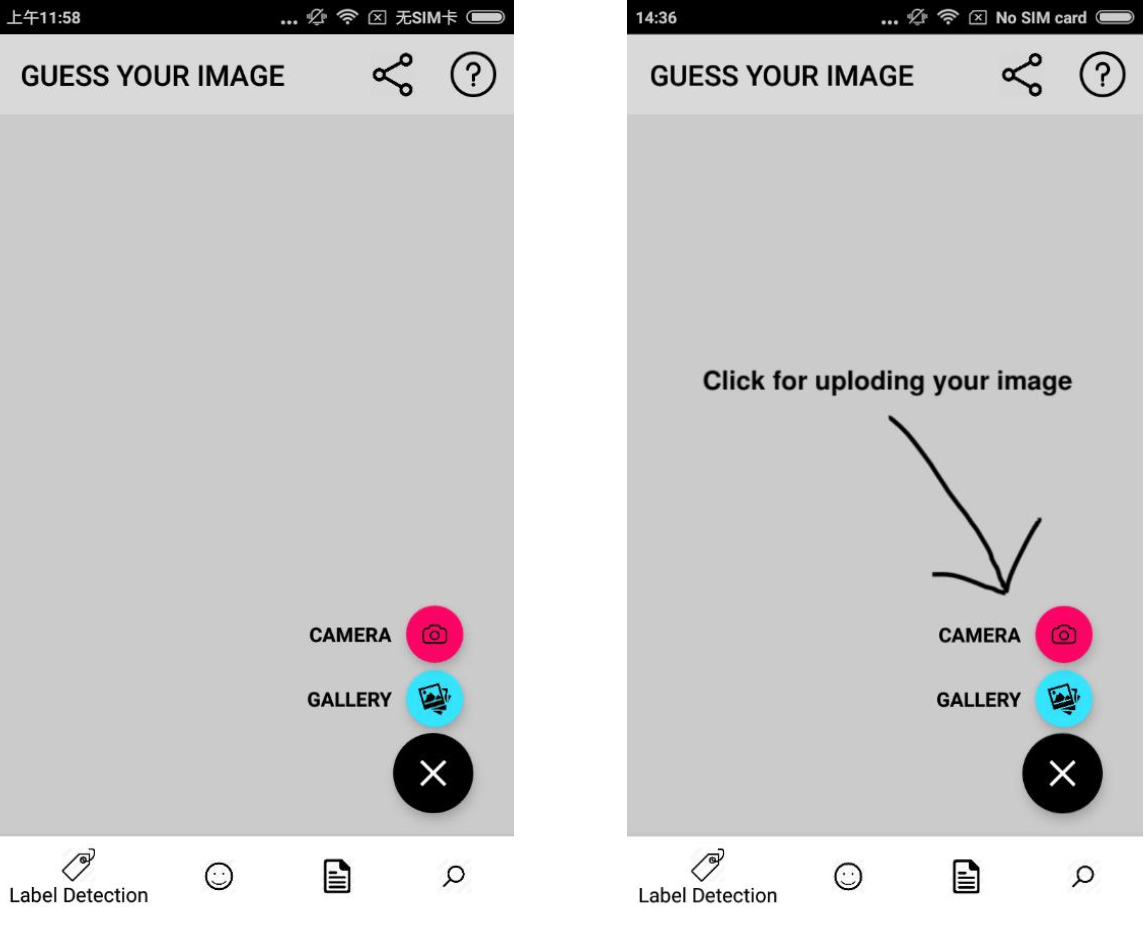 上午11:58 ... 无SIM卡
GUESS YOUR IMAGE
CAMERA
GALLERY
Label Detection
14:36 ... No SIM card
GUESS YOUR IMAGE
Click for uploding your image
CAMERA
GALLERY
Label Detection